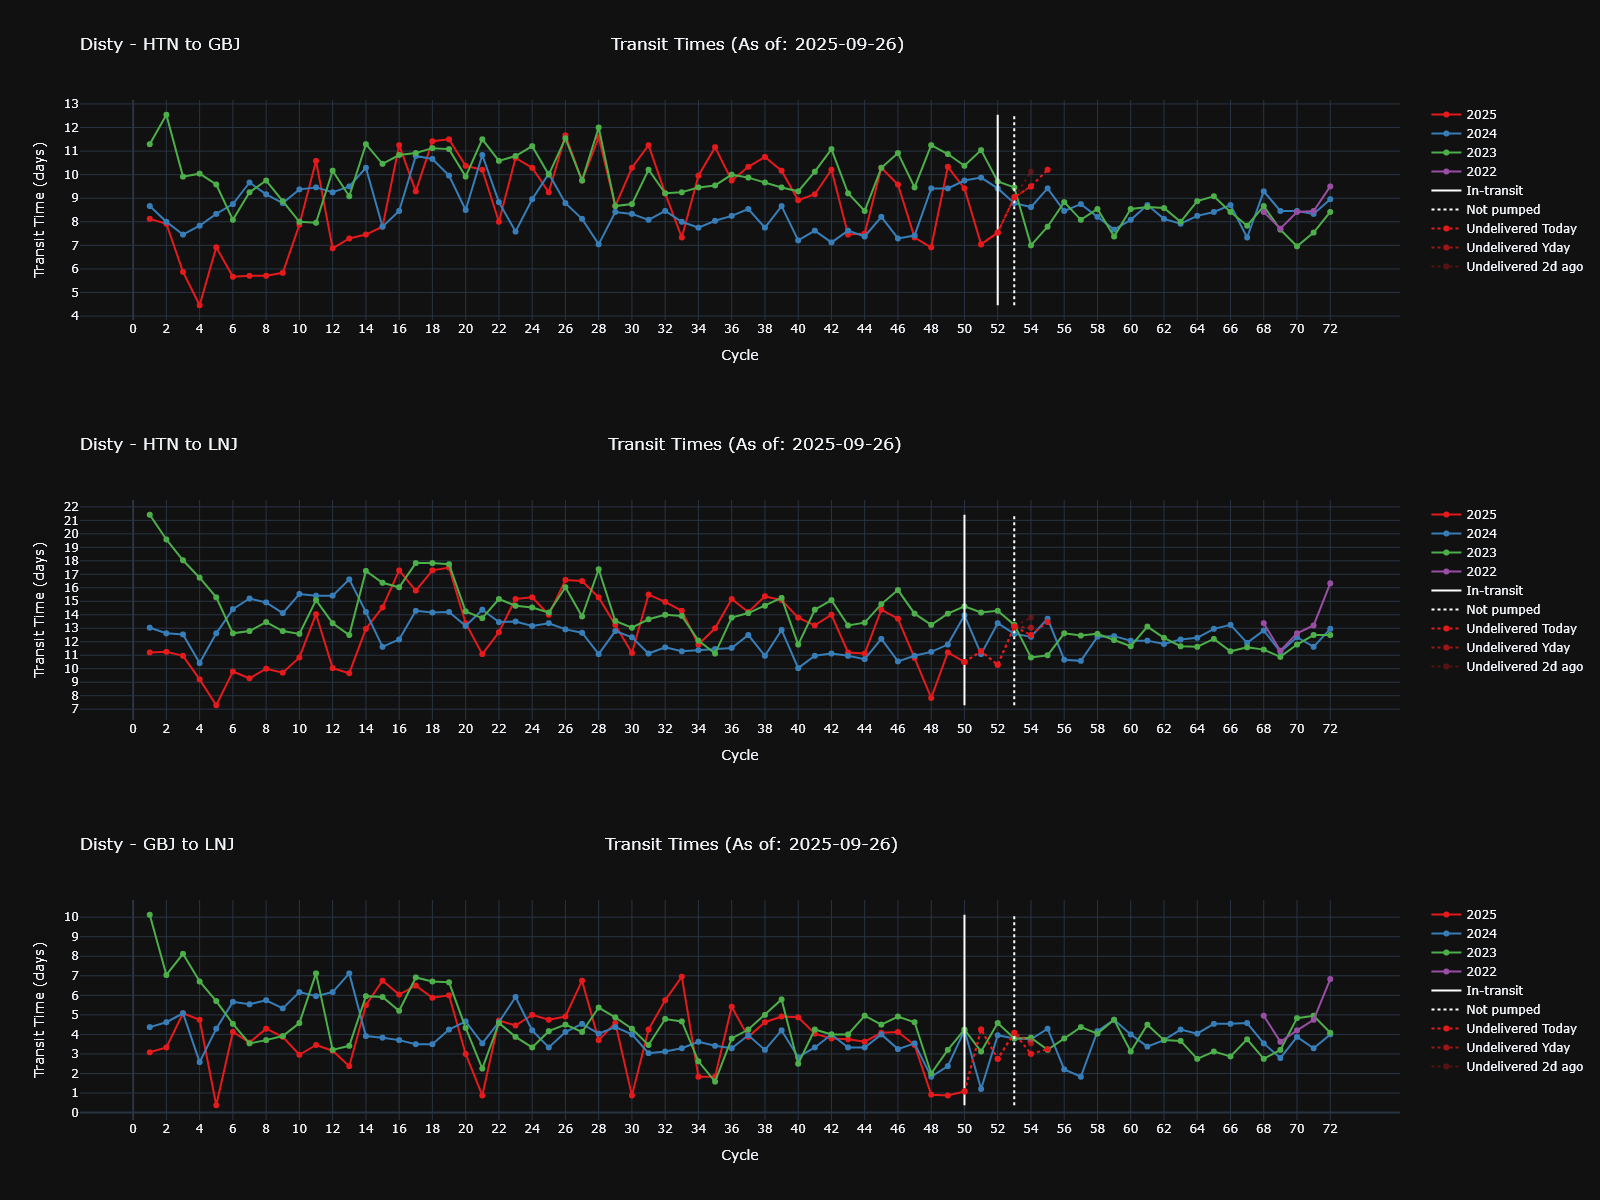 Disty - HTN to GBJ
Transit Times (As of: 2025-09-26)
Transit Time (days)
13
12
11
10
9
8
7
6
5
4
0 2 4 6 8 10 12 14 16 18 20 22 24 26 28 30 32 34 36 38 40 42 44 46 48 50 52 54 56 58 60 62 64 66 68 70 72
Cycle
2025
2024
2023
2022
In-transit
Not pumped
Undelivered Today
Undelivered Yday
Undelivered 2d ago
Disty - HTN to LNJ
Transit Times (As of: 2025-09-26)
Transit Time (days)
22
21
20
19
18
17
16
15
14
13
12
11
10
9
8
7
0 2 4 6 8 10 12 14 16 18 20 22 24 26 28 30 32 34 36 38 40 42 44 46 48 50 52 54 56 58 60 62 64 66 68 70 72
Cycle
2025
2024
2023
2022
In-transit
Not pumped
Undelivered Today
Undelivered Yday
Undelivered 2d ago
Disty - GBJ to LNJ
Transit Times (As of: 2025-09-26)
Transit Time (days)
10
9
8
7
6
5
4
3
2
1
0
0 2 4 6 8 10 12 14 16 18 20 22 24 26 28 30 32 34 36 38 40 42 44 46 48 50 52 54 56 58 60 62 64 66 68 70 72
Cycle
2025
2024
2023
2022
In-transit
Not pumped
Undelivered Today
Undelivered Yday
Undelivered 2d ago